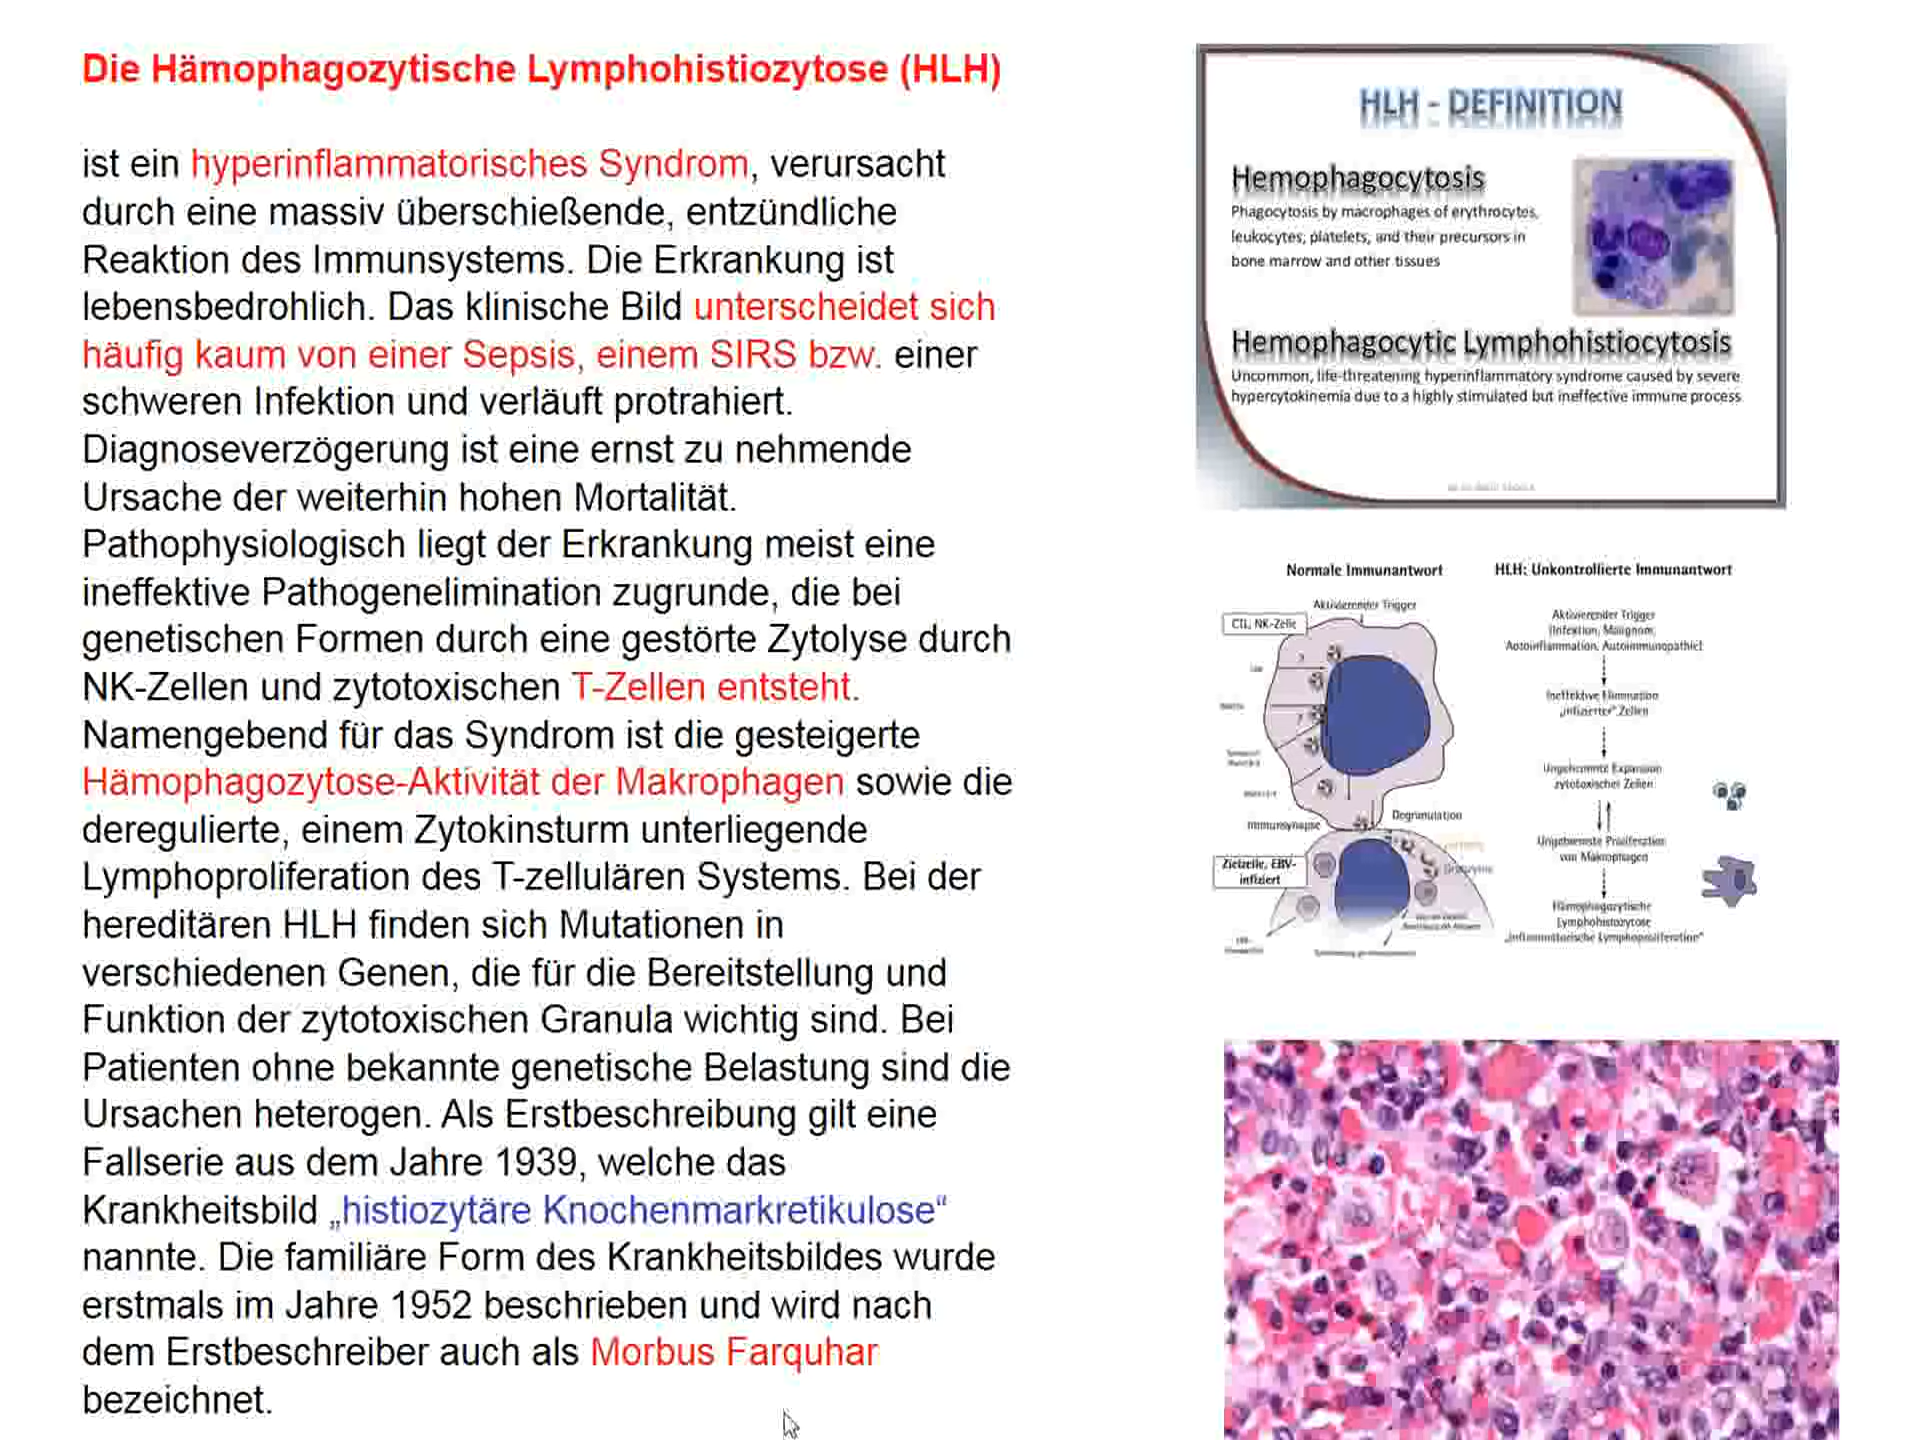 Die Hämophagozytische Lymphohistiozytose (HLH)
ist ein hyperinflammatorisches Syndrom, verursacht
durch eine massiv überschießende, entzündliche
Reaktion des Immunsystems. Die Erkrankung ist
lebensbedrohlich. Das klinische Bild unterscheidet sich
häufig kaum von einer Sepsis, einem SIRS bzw. einer
schweren Infektion und verläuft protrahiert.
Diagnoseverzögerung ist eine ernst zu nehmende
Ursache der weiterhin hohen Mortalität.
Pathophysiologisch liegt der Erkrankung meist eine
ineffektive Pathogenelimination zugrunde, die bei
genetischen Formen durch eine gestörte Zytolyse durch
NK-Zellen und zytotoxischen T-Zellen entsteht.
Namengebend für das Syndrom ist die gesteigerte
Hämophagozytose-Aktivität der Makrophagen sowie die
deregulierte, einem Zytokinsturm unterliegende
Lymphoproliferation des T-zellulären Systems. Bei der
hereditären HLH finden sich Mutationen in
verschiedenen Genen, die für die Bereitstellung und
Funktion der zytotoxischen Granula wichtig sind. Bei
Patienten ohne bekannte genetische Belastung sind die
Ursachen heterogen. Als Erstbeschreibung gilt eine
Fallserie aus dem Jahre 1939, welche das
Krankheitsbild „histiozytäre Knochenmarkretikulose“
nannte. Die familiäre Form des Krankheitsbildes wurde
erstmals im Jahre 1952 beschrieben und wird nach
dem Erstbeschreiber auch als Morbus Farquhar
bezeichnet.
HLH - DEFINITION
Hemophagocytosis
Phagocytosis by macrophages of erythrocytes,
leukocytes, platelets, and their precursors in
bone marrow and other tissues
Hemophagocytic Lymphohistiocytosis
Uncommon, life-threatening hyperinflammatory syndrome caused by severe
hypercytokinemia due to a highly stimulated but ineffective immune process
Normale Immunantwort
Aktivierender Trigger
CTL, NK-Zelle
Immunsynapse
Degranulation
Zielzelle, EBV-
infiziert
HLH: Unkontrollierte Immunantwort
Aktivierender Trigger
(Infektion, Malignom,
Autoinflammation, Autoimmunopathie)
Ineffektive Elimination
„infizierter“ Zellen
Ungehemmte Expansion
zytotoxischer Zellen
Ungebremste Proliferation
von Makrophagen
Hämophagozytische
Lymphohistiozytose
„inflammatorische Lymphoproliferation“